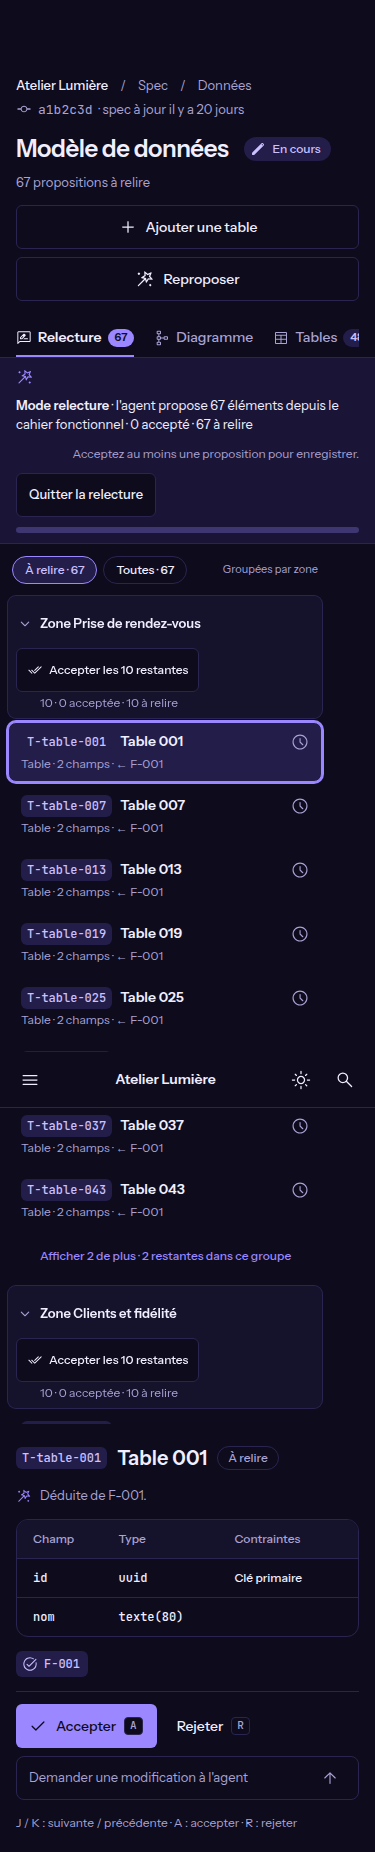 Atelier Lumière / Spec / Données
a1b2c3d · spec à jour il y a 20 jours
Modèle de données En cours
67 propositions à relire
Ajouter une table
Reproposer
Relecture 67 Diagramme Tables
Mode relecture · l'agent propose 67 éléments depuis le
cahier fonctionnel · 0 accepté · 67 à relire
Acceptez au moins une proposition pour enregistrer.
Quitter la relecture
À relire · 67 Toutes · 67 Groupées par zone
Zone Prise de rendez-vous
Accepter les 10 restantes
10 · 0 acceptée · 10 à relire
T-table-001 Table 001
Table · 2 champs · ← F-001
T-table-007 Table 007
Table · 2 champs · ← F-001
T-table-013 Table 013
Table · 2 champs · ← F-001
T-table-019 Table 019
Table · 2 champs · ← F-001
T-table-025 Table 025
Table · 2 champs · ← F-001
Atelier Lumière
T-table-037 Table 037
Table · 2 champs · ← F-001
T-table-043 Table 043
Table · 2 champs · ← F-001
Afficher 2 de plus · 2 restantes dans ce groupe
Zone Clients et fidélité
Accepter les 10 restantes
10 · 0 acceptée · 10 à relire
T-table-001 Table 001 À relire
Déduite de F-001.
Champ Type Contraintes
id uuid Clé primaire
nom texte(80)
F-001
Accepter A Rejeter R
Demander une modification à l'agent
J / K : suivante / précédente · A : accepter · R : rejeter